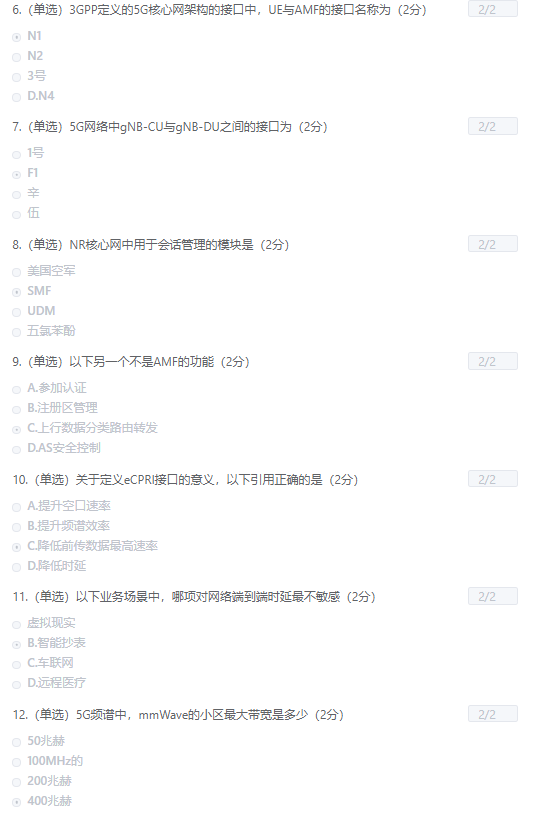 6.（单选）3GPP定义的5G核心网架构的接口中，UE与AMF的接口名称为（2分） 2/2
N1
N2
3号
D.N4
7.（单选）5G网络中gNB-CU与gNB-DU之间的接口为（2分） 2/2
1号
F1
辛
伍
8.（单选）NR核心网中用于会话管理的模块是（2分） 2/2
美国空军
SMF
UDM
五氯苯酚
9.（单选）以下另一个不是AMF的功能（2分） 2/2
A.参加认证
B.注册区管理
C.上行数据分类路由转发
D.AS安全控制
10.（单选）关于定义eCPRI接口的意义，以下引用正确的是（2分） 2/2
A.提升空口速率
B.提升频谱效率
C.降低前传数据最高速率
D.降低时延
11.（单选）以下业务场景中，哪项对网络端到端时延最不敏感（2分） 2/2
虚拟现实
B.智能抄表
C.车联网
D.远程医疗
12.（单选）5G频谱中，mmWave的小区最大带宽是多少（2分） 2/2
50兆赫
100MHz的
200兆赫
400兆赫